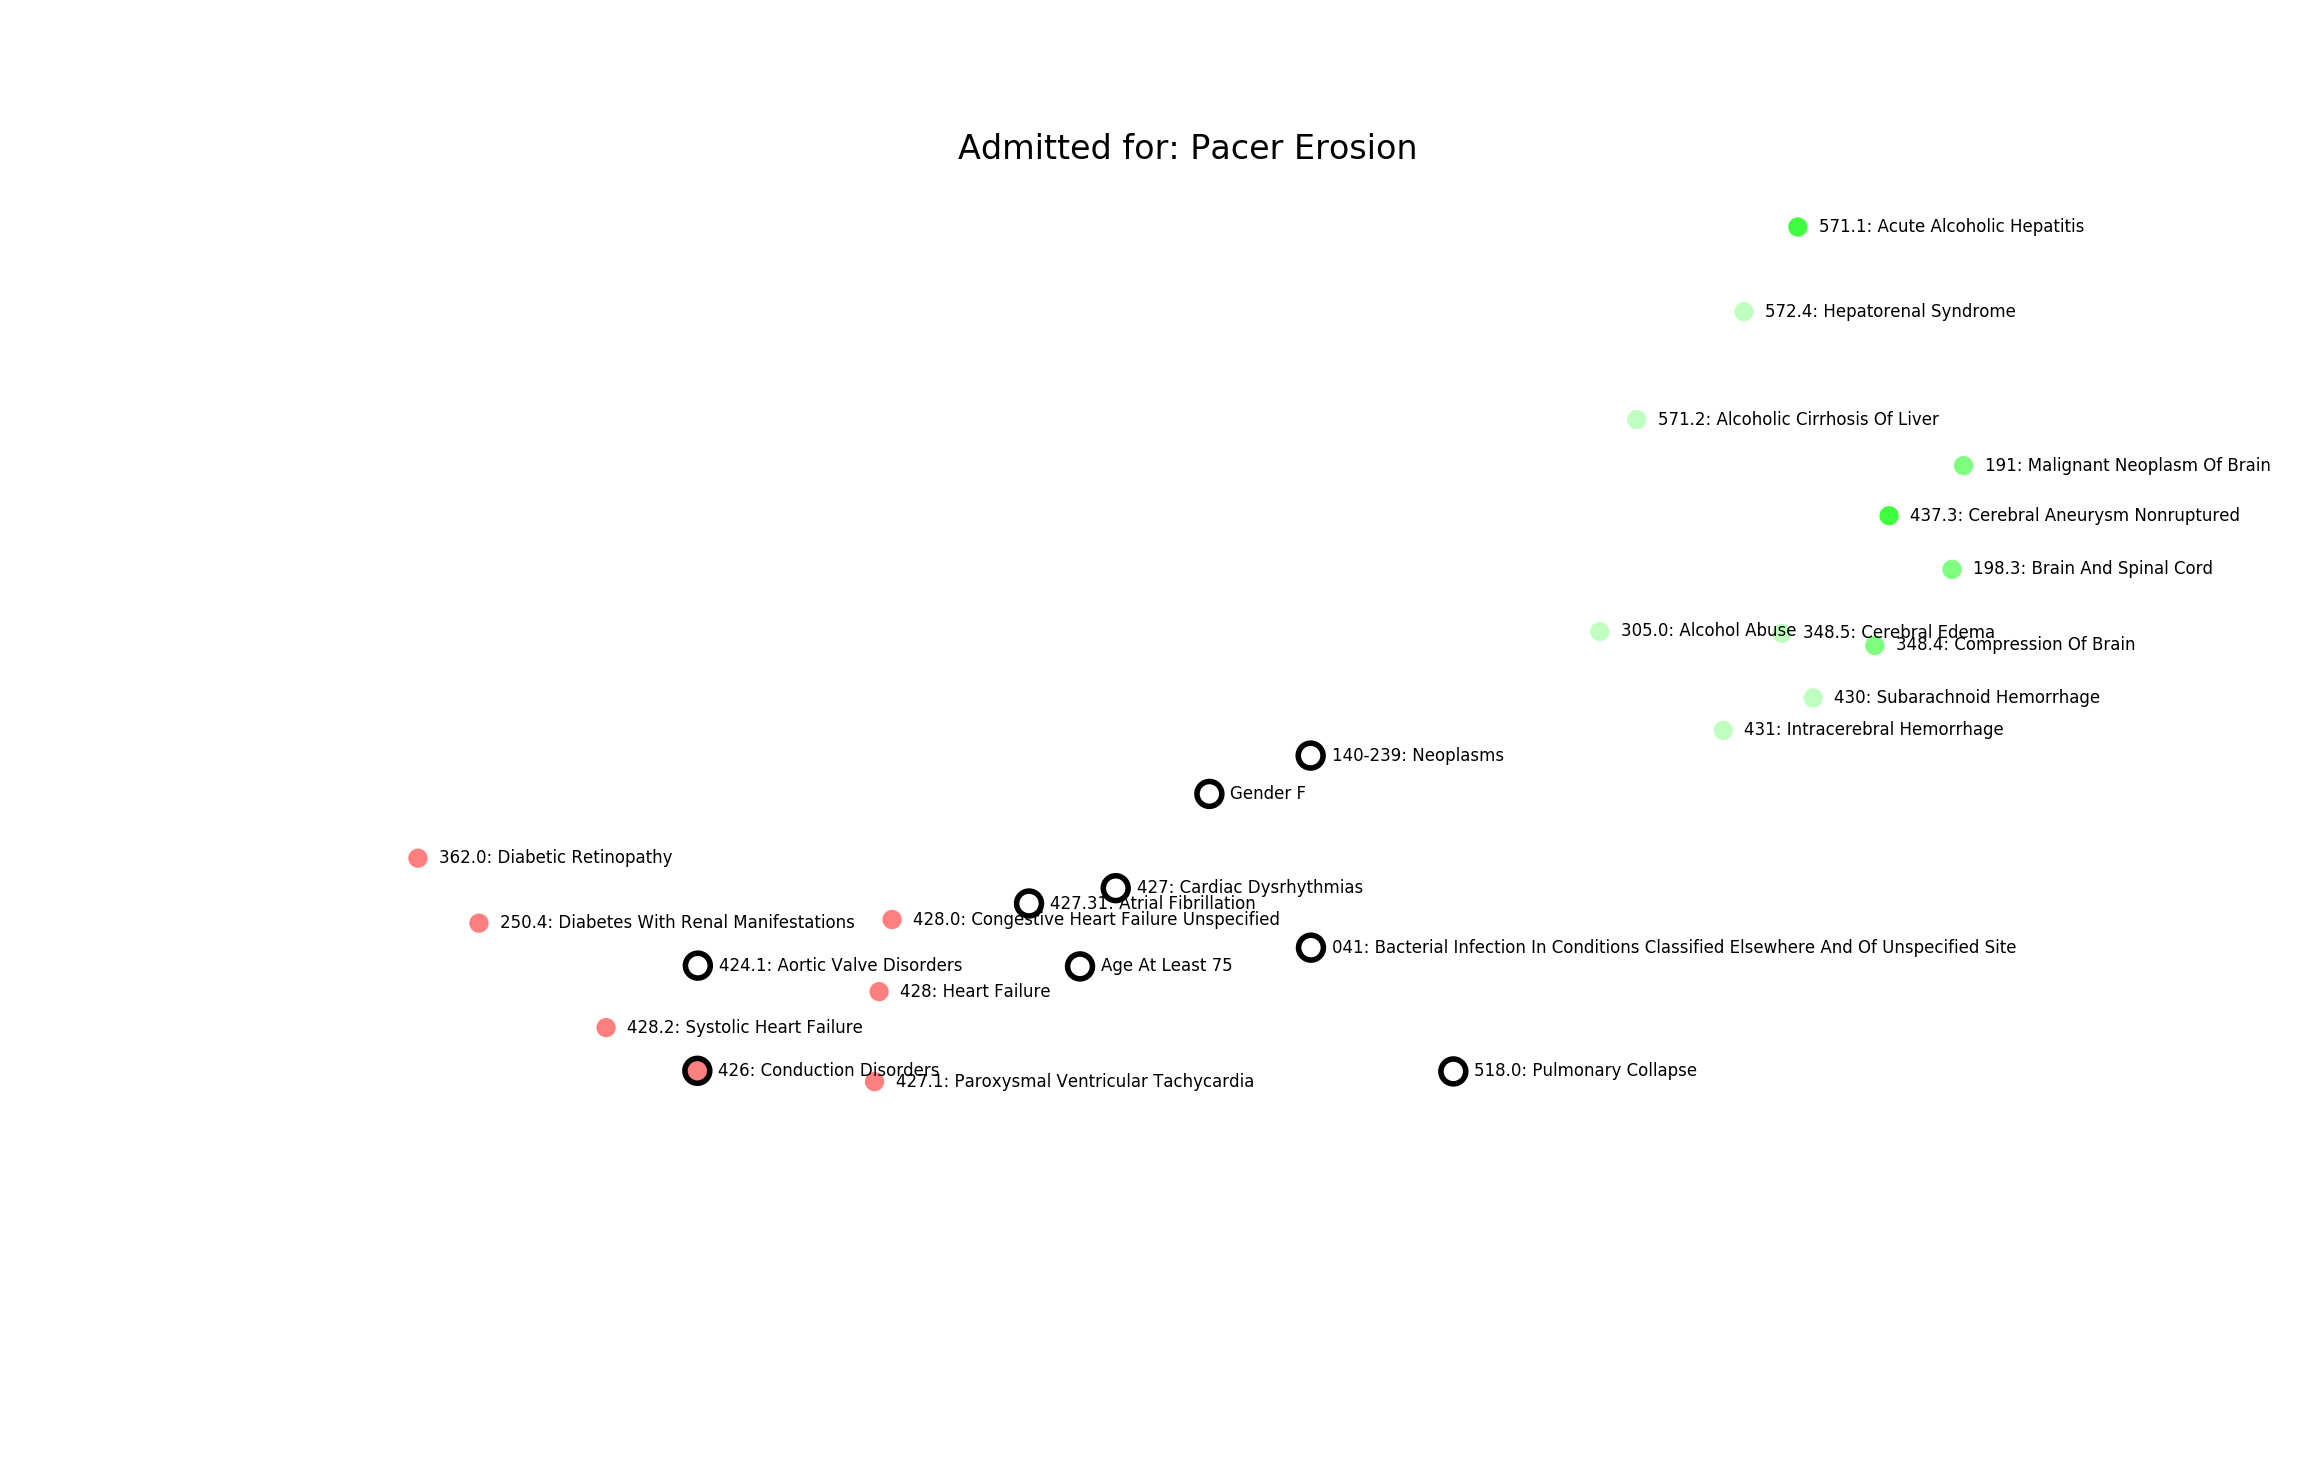 Admitted for: Pacer Erosion
571.1: Acute Alcoholic Hepatitis
572.4: Hepatorenal Syndrome
571.2: Alcoholic Cirrhosis Of Liver
191: Malignant Neoplasm Of Brain
437.3: Cerebral Aneurysm Nonruptured
198.3: Brain And Spinal Cord
305.0: Alcohol Abuse
348.5: Cerebral Edema
348.4: Compression Of Brain
430: Subarachnoid Hemorrhage
431: Intracerebral Hemorrhage
140-239: Neoplasms
Gender F
362.0: Diabetic Retinopathy
427: Cardiac Dysrhythmias
427.31: Atrial Fibrillation
428.0: Congestive Heart Failure Unspecified
250.4: Diabetes With Renal Manifestations
041: Bacterial Infection In Conditions Classified Elsewhere And Of Unspecified Site
424.1: Aortic Valve Disorders
Age At Least 75
428: Heart Failure
428.2: Systolic Heart Failure
426: Conduction Disorders
518.0: Pulmonary Collapse
427.1: Paroxysmal Ventricular Tachycardia